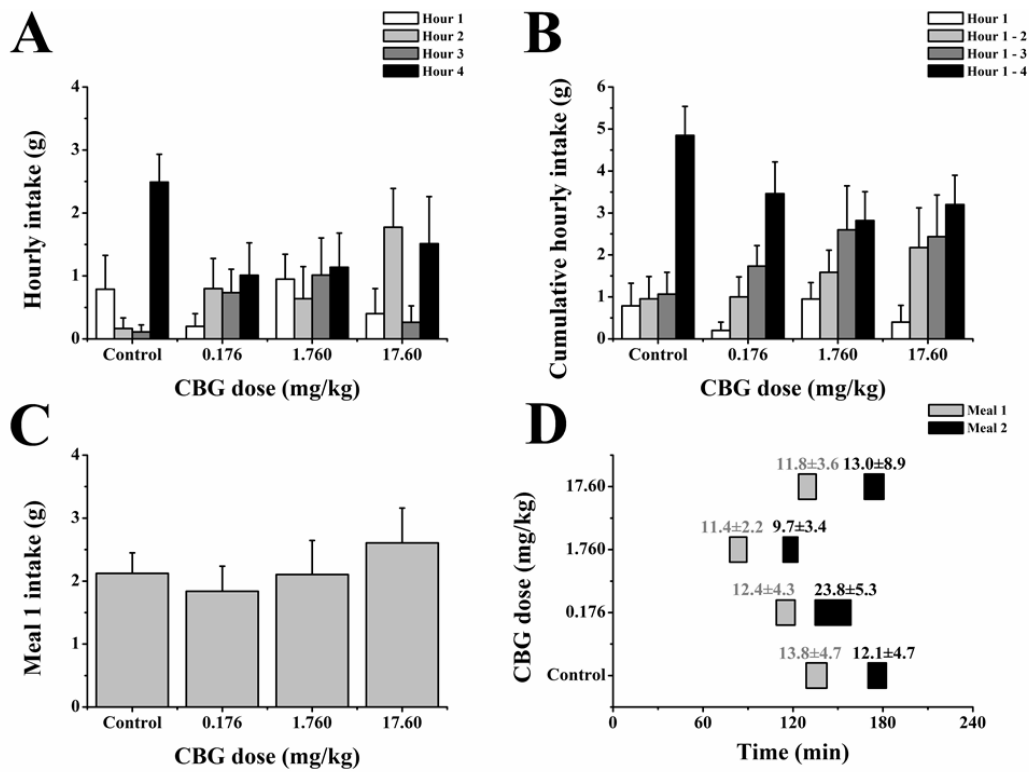 A
Hour 1
Hour 2
Hour 3
Hour 4
Hourly intake (g)
4
3
2
1
0
Control
0.176
1.760
17.60
CBG dose (mg/kg)
B
Hour 1
Hour 1 - 2
Hour 1 - 3
Hour 1 - 4
Cumulative hourly intake (g)
6
5
4
3
2
1
0
Control
0.176
1.760
17.60
CBG dose (mg/kg)
C
Meal 1 intake (g)
4
3
2
1
0
Control
0.176
1.760
17.60
CBG dose (mg/kg)
D
Meal 1
Meal 2
CBG dose (mg/kg)
11.8±3.6 13.0±8.9
17.60
11.4±2.2 9.7±3.4
1.760
12.4±4.3 23.8±5.3
0.176
13.8±4.7 12.1±4.7
Control
0
60
120
180
240
Time (min)